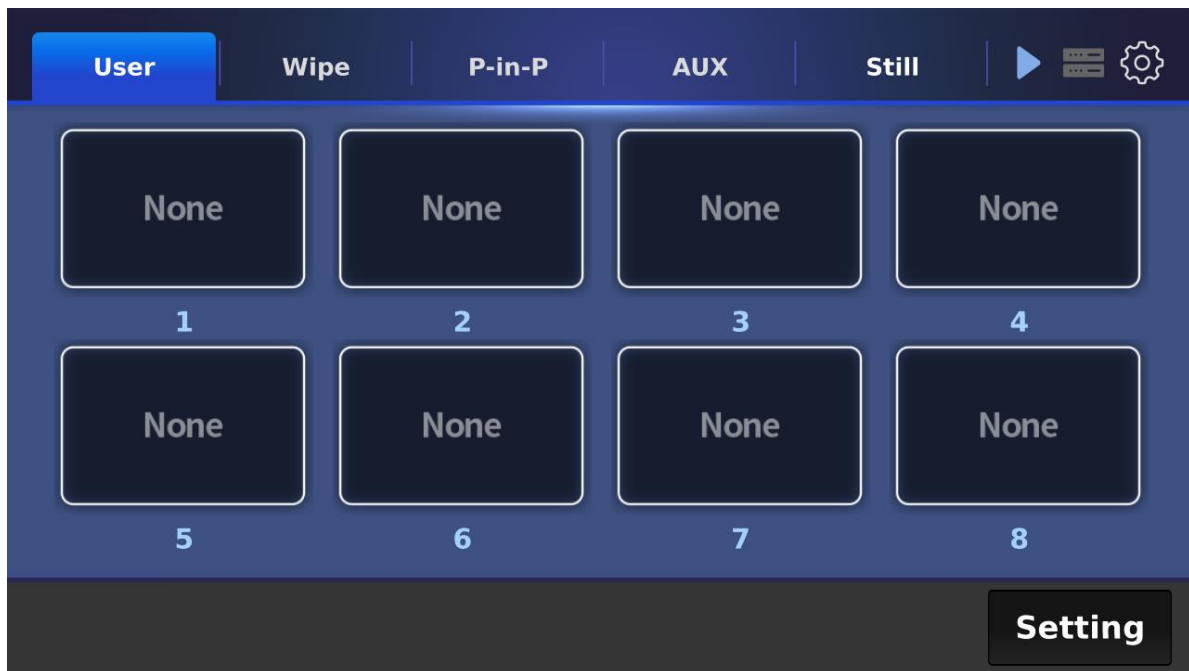 User Wipe P-in-P AUX Still
None None None None
1 2 3 4
None None None None
5 6 7 8
Setting